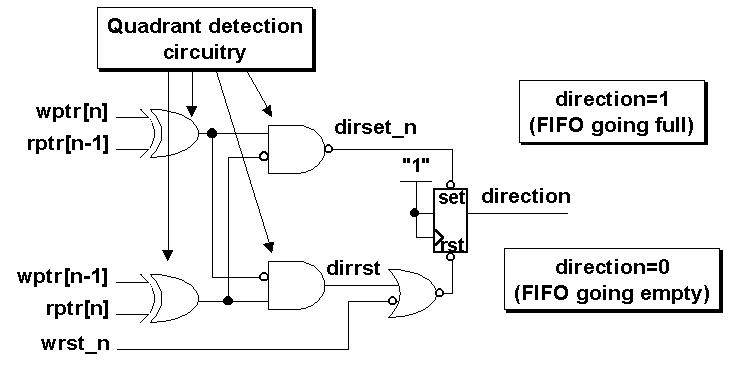 Quadrant detection
circuitry
wptr[n]
rptr[n-1]
dirset_n
direction=1
(FIFO going full)
"1"
set
direction
rst
wptr[n-1]
rptr[n]
dirrst
direction=0
(FIFO going empty)
wrst_n